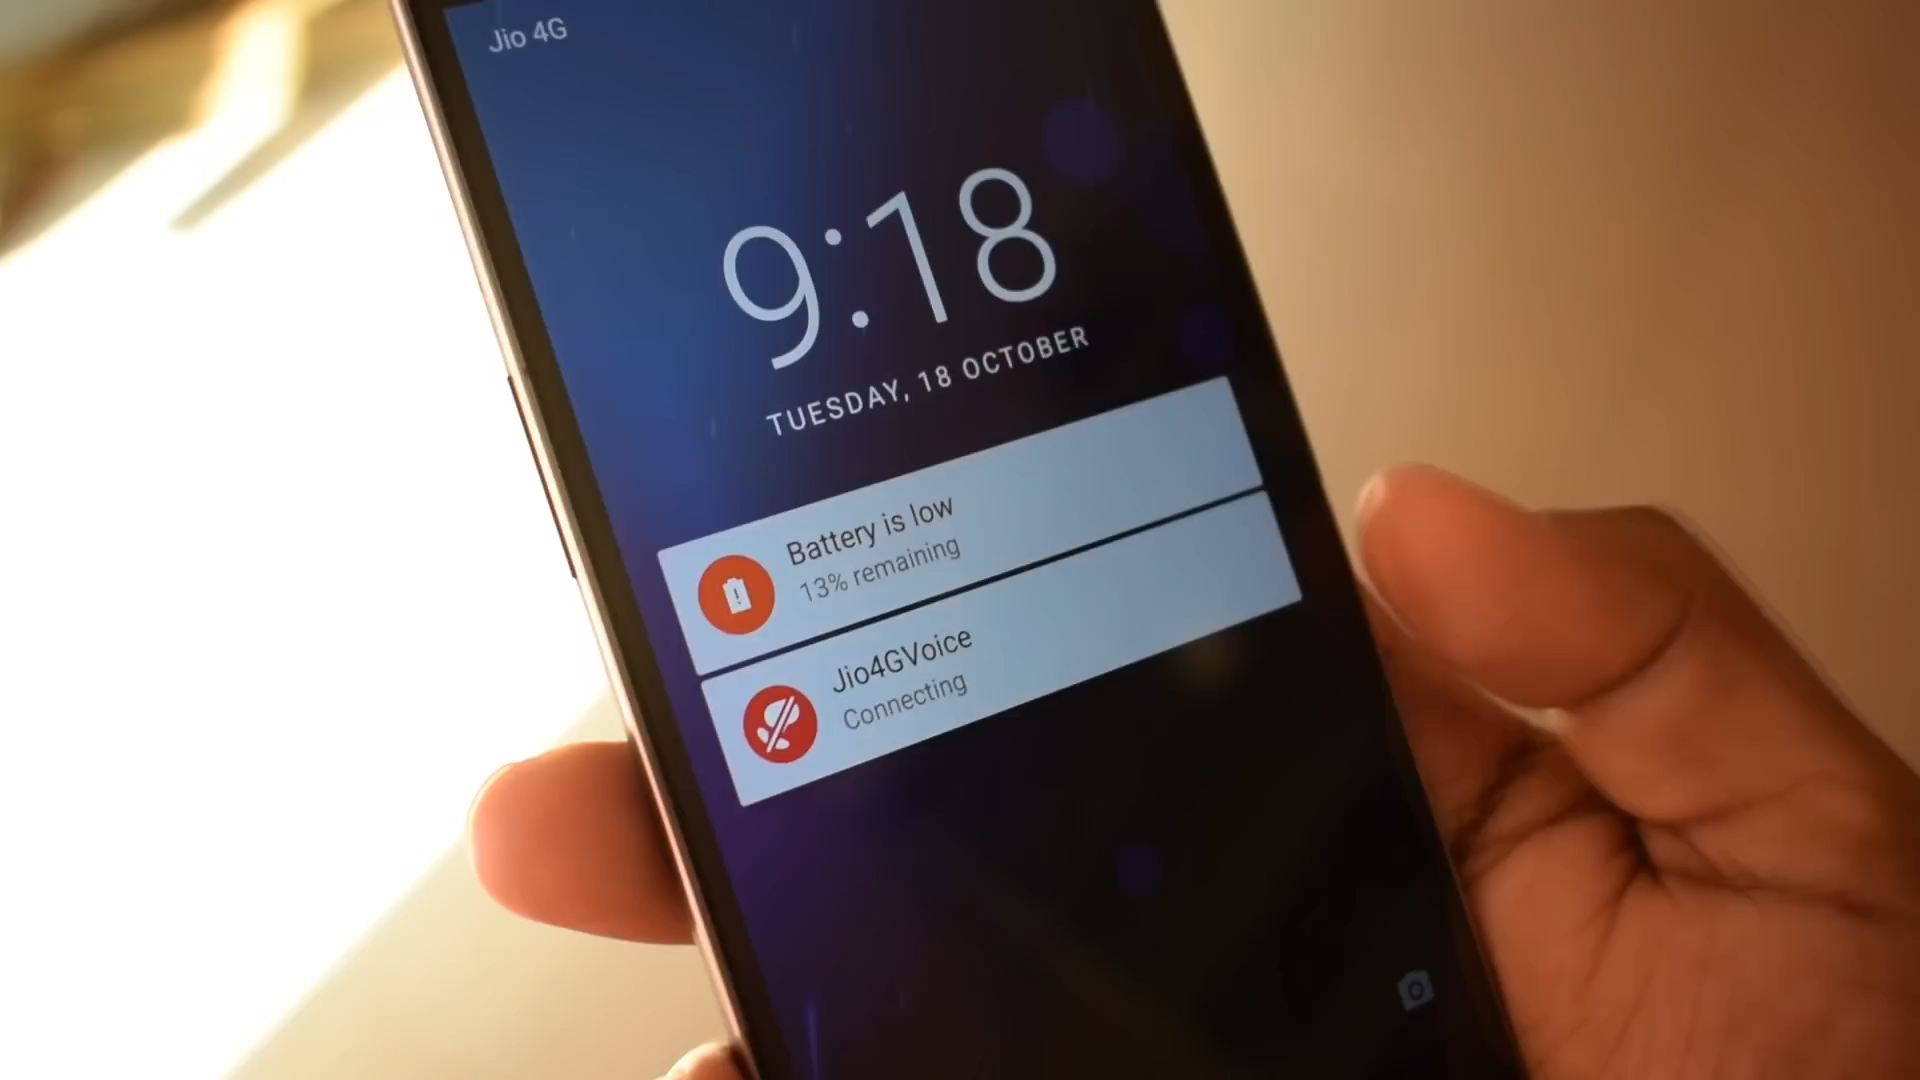 Jio 4G
9:18
TUESDAY, 18 OCTOBER
Battery is low
13% remaining
Jio4GVoice
Connecting